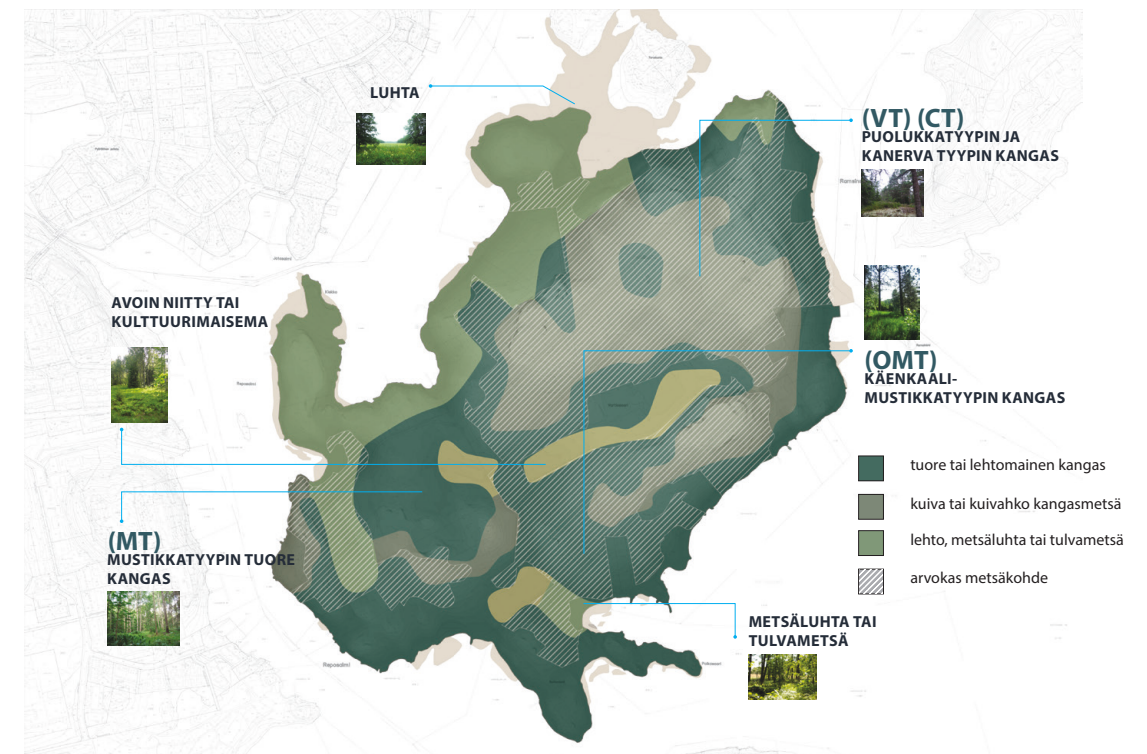 LUHTA
(VT) (CT)
PUOLUKKATYYPIN JA
KANERVA TYYPIN KANGAS
AVOIN NIITTY TAI
KULTTUURIMAISEMA
(OMT)
KÄENKAALI-
MUSTIKKATYYPIN KANGAS
tuore tai lehtomainen kangas
kuiva tai kuivahko kangasmetsä
lehto, metsäluhta tai tulvametsä
arvokas metsäkohde
(MT)
MUSTIKKATYYPIN TUORE
KANGAS
METSÄLUHTA TAI
TULVAMETSÄ
Reposalmi